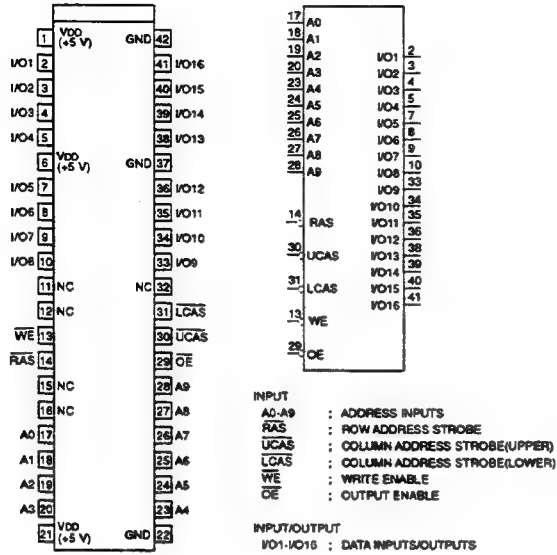 1 VDD (+5 V) GND 42
I/O1 2 41 I/O16
I/O2 3 40 I/O15
I/O3 4 39 I/O14
I/O4 5 38 I/O13
6 VDD (+5 V) GND 37
I/O5 7 36 I/O12
I/O6 8 35 I/O11
I/O7 9 34 I/O10
I/O8 10 33 I/O9
11 NC NC 32
12 NC 31 LCAS
WE 13 30 UCAS
RAS 14 29 OE
15 NC 28 A9
16 NC 27 A8
A0 17 26 A7
A1 18 25 A6
A2 19 24 A5
A3 20 23 A4
21 VDD (+5 V) GND 22
17 A0
18 A1
19 A2
20 A3
23 A4
24 A5
25 A6
26 A7
27 A8
28 A9
14 RAS
30 UCAS
31 LCAS
13 WE
29 OE
I/O1 2
I/O2 3
I/O3 4
I/O4 5
I/O5 7
I/O6 8
I/O7 9
I/O8 10
I/O9 33
I/O10 34
I/O11 35
I/O12 36
I/O13 38
I/O14 39
I/O15 40
I/O16 41
INPUT
A0-A9 ; ADDRESS INPUTS
RAS ; ROW ADDRESS STROBE
UCAS ; COLUMN ADDRESS STROBE(UPPER)
LCAS ; COLUMN ADDRESS STROBE(LOWER)
WE ; WRITE ENABLE
OE ; OUTPUT ENABLE
INPUT/OUTPUT
I/O1-I/O16 ; DATA INPUTS/OUTPUTS